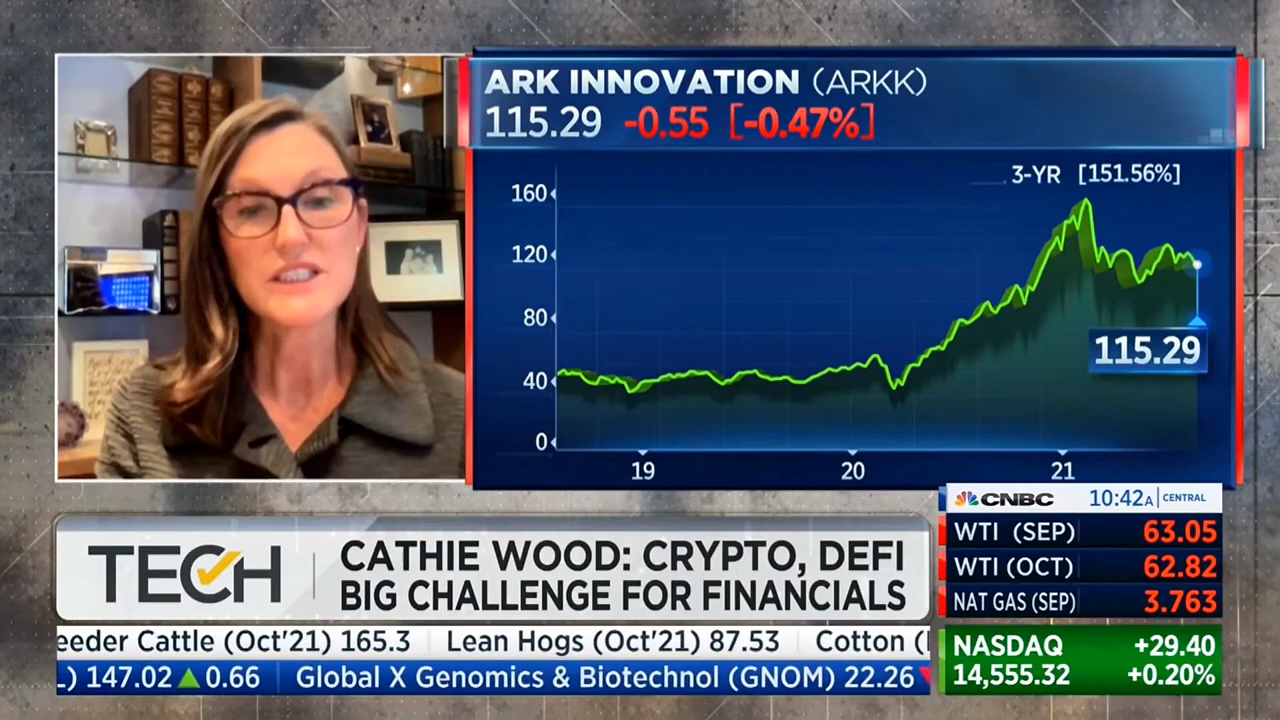 ARK INNOVATION (ARKK)
115.29 -0.55 [-0.47%]
3-YR [151.56%]
160
120
80
40
0
115.29
19 20 21
CNBC 10:42A CENTRAL
WTI (SEP) 63.05
WTI (OCT) 62.82
NAT GAS (SEP) 3.763
NASDAQ +29.40
14,555.32 +0.20%
TECH
CATHIE WOOD: CRYPTO, DEFI
BIG CHALLENGE FOR FINANCIALS
eeder Cattle (Oct'21) 165.3 Lean Hogs (Oct'21) 87.53 Cotton (
) 147.02 ▲ 0.66 Global X Genomics & Biotechnol (GNOM) 22.26 ▼